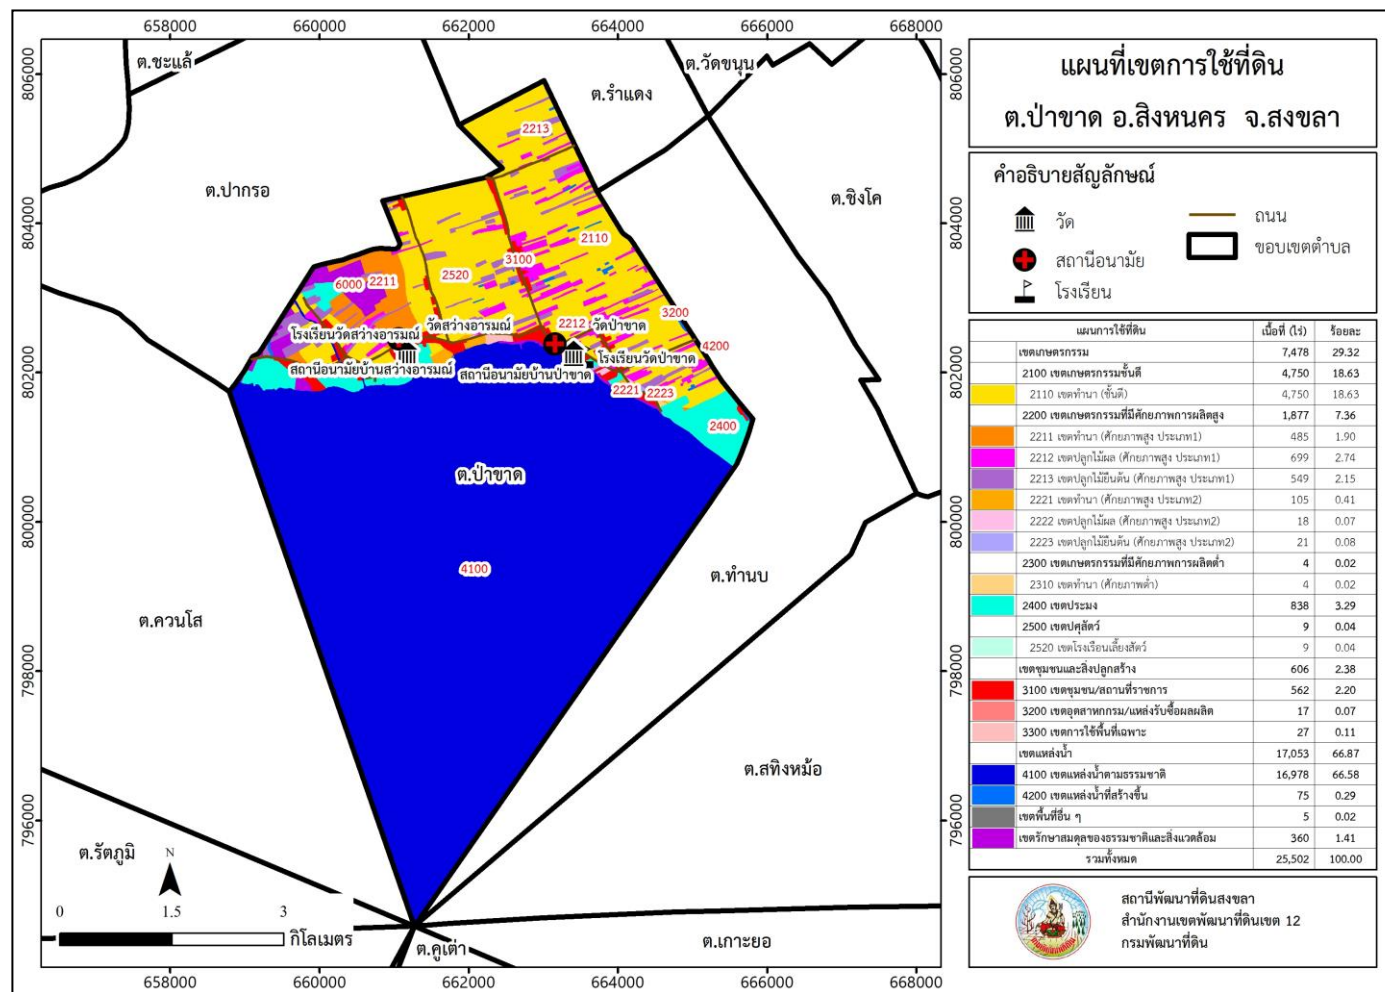 658000 660000 662000 664000 666000 668000
806000 804000 802000 800000 798000 796000
806000 804000 802000 800000 798000 796000
658000 660000 662000 664000 666000 668000
ต.ชะแล้
ต.วัดขนุน
ต.รำแดง
ต.ปากรอ
ต.ชิงโค
2213
2110
3100
2520
6000 2211
3200
2212
4200
โรงเรียนวัดสว่างอารมณ์
วัดสว่างอารมณ์
วัดป่าขาด
โรงเรียนวัดป่าขาด
สถานีอนามัยบ้านสว่างอารมณ์
สถานีอนามัยบ้านป่าขาด
2221 2223
2400
ต.ป่าขาด
4100
ต.ทำนบ
ต.ควนโส
ต.สทิงหม้อ
ต.รัตภูมิ
ต.เกาะยอ
ต.คูเต่า
N
0 1.5 3
กิโลเมตร
แผนที่เขตการใช้ที่ดิน
ต.ป่าขาด อ.สิงหนคร จ.สงขลา
คำอธิบายสัญลักษณ์
วัด
ถนน
สถานีอนามัย
ขอบเขตตำบล
โรงเรียน
แผนการใช้ที่ดิน เนื้อที่ (ไร่) ร้อยละ
เขตเกษตรกรรม 7,478 29.32
2100 เขตเกษตรกรรมชั้นดี 4,750 18.63
2110 เขตทำนา (ชั้นดี) 4,750 18.63
2200 เขตเกษตรกรรมที่มีศักยภาพการผลิตสูง 1,877 7.36
2211 เขตทำนา (ศักยภาพสูง ประเภท1) 485 1.90
2212 เขตปลูกไม้ผล (ศักยภาพสูง ประเภท1) 699 2.74
2213 เขตปลูกไม้ยืนต้น (ศักยภาพสูง ประเภท1) 549 2.15
2221 เขตทำนา (ศักยภาพสูง ประเภท2) 105 0.41
2222 เขตปลูกไม้ผล (ศักยภาพสูง ประเภท2) 18 0.07
2223 เขตปลูกไม้ยืนต้น (ศักยภาพสูง ประเภท2) 21 0.08
2300 เขตเกษตรกรรมที่มีศักยภาพการผลิตต่ำ 4 0.02
2310 เขตทำนา (ศักยภาพต่ำ) 4 0.02
2400 เขตประมง 838 3.29
2500 เขตปศุสัตว์ 9 0.04
2520 เขตโรงเรือนเลี้ยงสัตว์ 9 0.04
เขตชุมชนและสิ่งปลูกสร้าง 606 2.38
3100 เขตชุมชน/สถานที่ราชการ 562 2.20
3200 เขตอุตสาหกรรม/แหล่งรับซื้อผลผลิต 17 0.07
3300 เขตการใช้พื้นที่เฉพาะ 27 0.11
เขตแหล่งน้ำ 17,053 66.87
4100 เขตแหล่งน้ำตามธรรมชาติ 16,978 66.58
4200 เขตแหล่งน้ำที่สร้างขึ้น 75 0.29
เขตพื้นที่อื่น ๆ 5 0.02
เขตรักษาสมดุลของธรรมชาติและสิ่งแวดล้อม 360 1.41
รวมทั้งหมด 25,502 100.00
สถานีพัฒนาที่ดินสงขลา
สำนักงานเขตพัฒนาที่ดินเขต 12
กรมพัฒนาที่ดิน